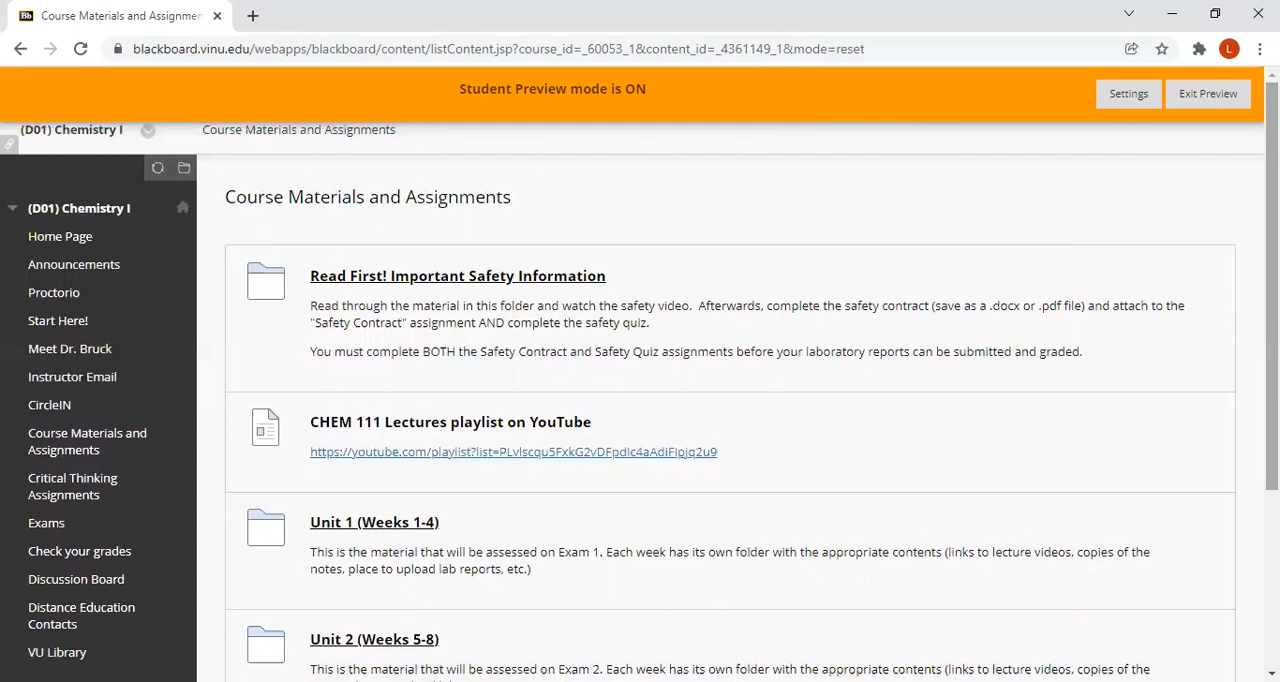 Bb Course Materials and Assignmen
blackboard.vinu.edu/webapps/blackboard/content/listContent.jsp?course_id=_60053_1&content_id=_4361149_1&mode=reset
L
Student Preview mode is ON
Settings
Exit Preview
(D01) Chemistry I
Course Materials and Assignments
(D01) Chemistry I
Home Page
Announcements
Proctorio
Start Here!
Meet Dr. Bruck
Instructor Email
CircleIN
Course Materials and
Assignments
Critical Thinking
Assignments
Exams
Check your grades
Discussion Board
Distance Education
Contacts
VU Library
Course Materials and Assignments
Read First! Important Safety Information
Read through the material in this folder and watch the safety video. Afterwards, complete the safety contract (save as a .docx or .pdf file) and attach to the
"Safety Contract" assignment AND complete the safety quiz.
You must complete BOTH the Safety Contract and Safety Quiz assignments before your laboratory reports can be submitted and graded.
CHEM 111 Lectures playlist on YouTube
https://youtube.com/playlist?list=PLvlscqu5FxkG2vDFpdlc4aAdiFIpjq2u9
Unit 1 (Weeks 1-4)
This is the material that will be assessed on Exam 1. Each week has its own folder with the appropriate contents (links to lecture videos, copies of the
notes, place to upload lab reports, etc.)
Unit 2 (Weeks 5-8)
This is the material that will be assessed on Exam 2. Each week has its own folder with the appropriate contents (links to lecture videos, copies of the